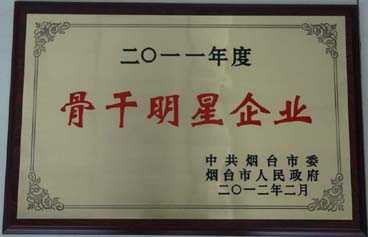 二〇一一年度
骨干明星企业
中共烟台市委
烟台市人民政府
二〇一二年二月